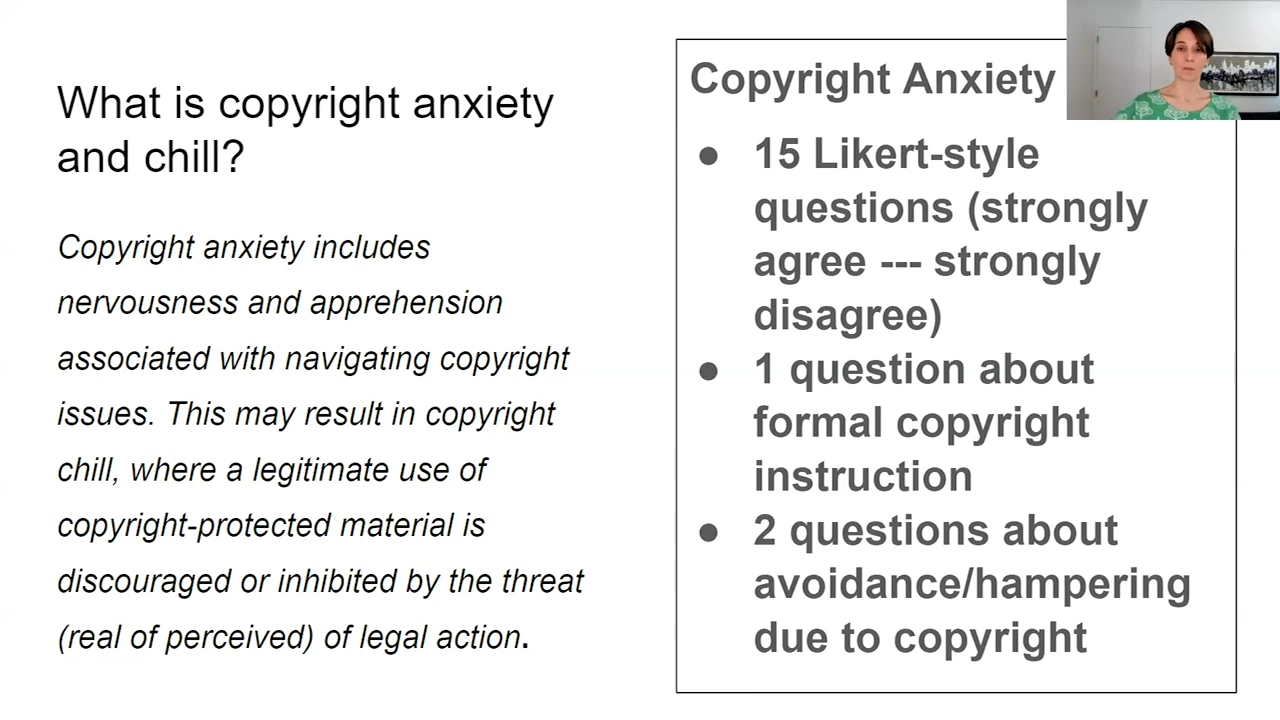 What is copyright anxiety
and chill?
Copyright anxiety includes
nervousness and apprehension
associated with navigating copyright
issues. This may result in copyright
chill, where a legitimate use of
copyright-protected material is
discouraged or inhibited by the threat
(real of perceived) of legal action.
Copyright Anxiety
● 15 Likert-style
questions (strongly
agree --- strongly
disagree)
● 1 question about
formal copyright
instruction
● 2 questions about
avoidance/hampering
due to copyright